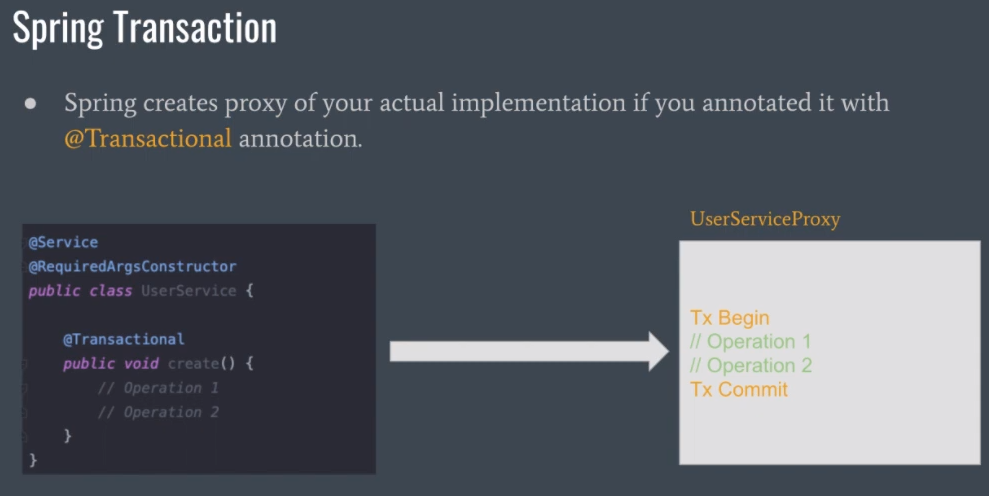 Spring Transaction
● Spring creates proxy of your actual implementation if you annotated it with
@Transactional annotation.
@Service
@RequiredArgsConstructor
public class UserService {
@Transactional
public void create() {
// Operation 1
// Operation 2
}
}
UserServiceProxy
Tx Begin
// Operation 1
// Operation 2
Tx Commit